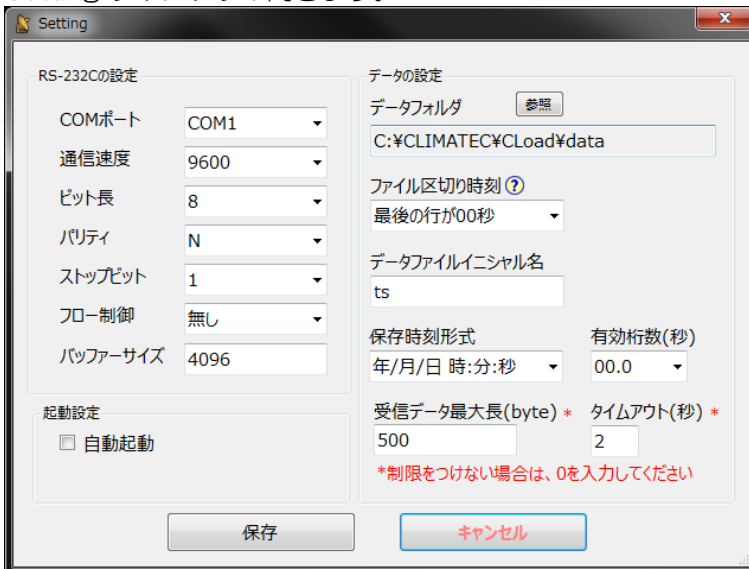 Setting
RS-232Cの設定
COMポート COM1
通信速度 9600
ビット長 8
パリティ N
ストップビット 1
フロー制御 無し
バッファーサイズ 4096
起動設定
自動起動
データの設定
データフォルダ 参照
C:¥CLIMATEC¥CLoad¥data
ファイル区切り時刻 ?
最後の行が00秒
データファイルイニシャル名
ts
保存時刻形式 有効桁数(秒)
年/月/日 時:分:秒 00.0
受信データ最大長(byte) * タイムアウト(秒) *
500 2
*制限をつけない場合は、0を入力してください
保存 キャンセル